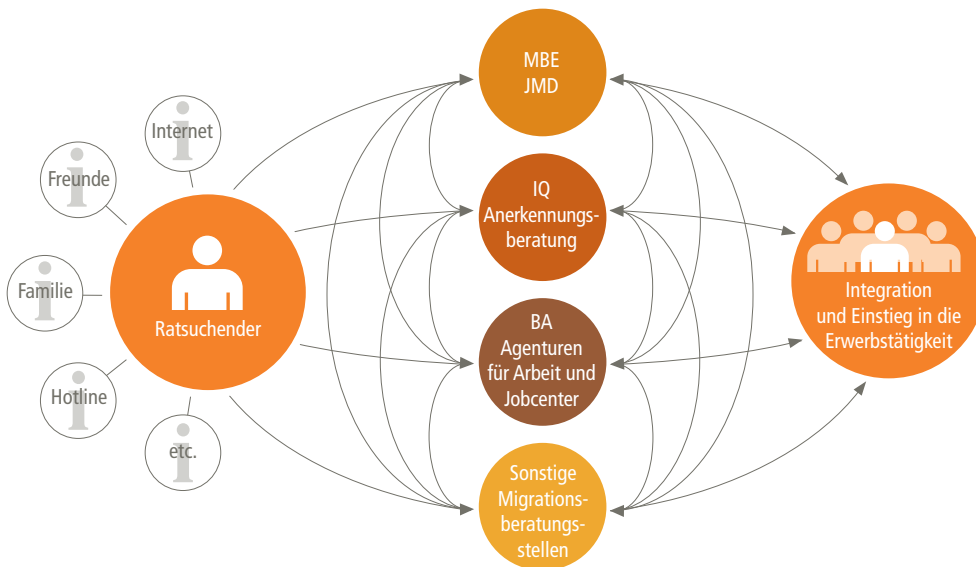 Internet
Freunde
Familie
Hotline
etc.
Ratsuchender
MBE
JMD
IQ
Anerkennungs-
beratung
BA
Agenturen
für Arbeit und
Jobcenter
Sonstige
Migrations-
beratungs-
stellen
Integration
und Einstieg in die
Erwerbstätigkeit